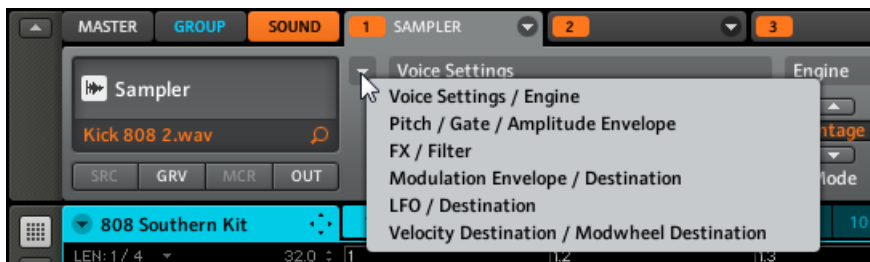 MASTER GROUP SOUND 1 SAMPLER 2 3
Voice Settings Engine
Sampler
Kick 808 2.wav
SRC GRV MCR OUT
Voice Settings / Engine
Pitch / Gate / Amplitude Envelope
FX / Filter
Modulation Envelope / Destination
LFO / Destination
Velocity Destination / Modwheel Destination
ntage
Mode
808 Southern Kit 10
LEN: 1 / 4 32.0 1 1.2 1.3